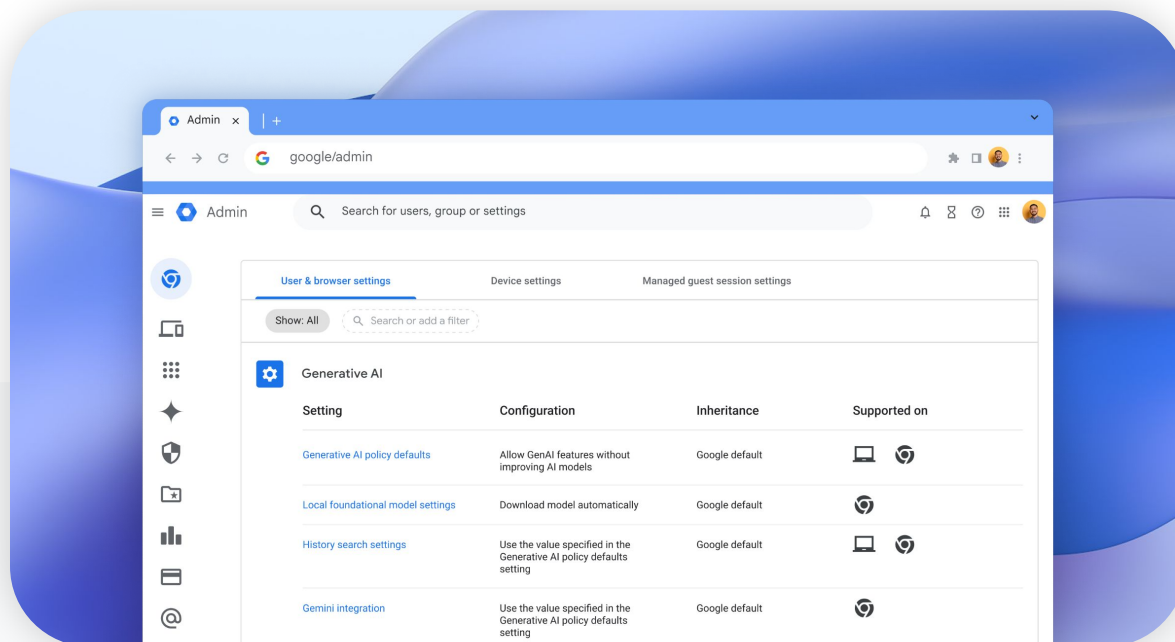 Admin
google/admin
Admin
Search for users, group or settings
User & browser settings
Device settings
Managed guest session settings
Show: All
Search or add a filter
Generative AI
Setting
Configuration
Inheritance
Supported on
Generative AI policy defaults
Allow GenAI features without
improving AI models
Google default
Local foundational model settings
Download model automatically
Google default
History search settings
Use the value specified in the
Generative AI policy defaults
setting
Google default
Gemini integration
Use the value specified in the
Generative AI policy defaults
setting
Google default